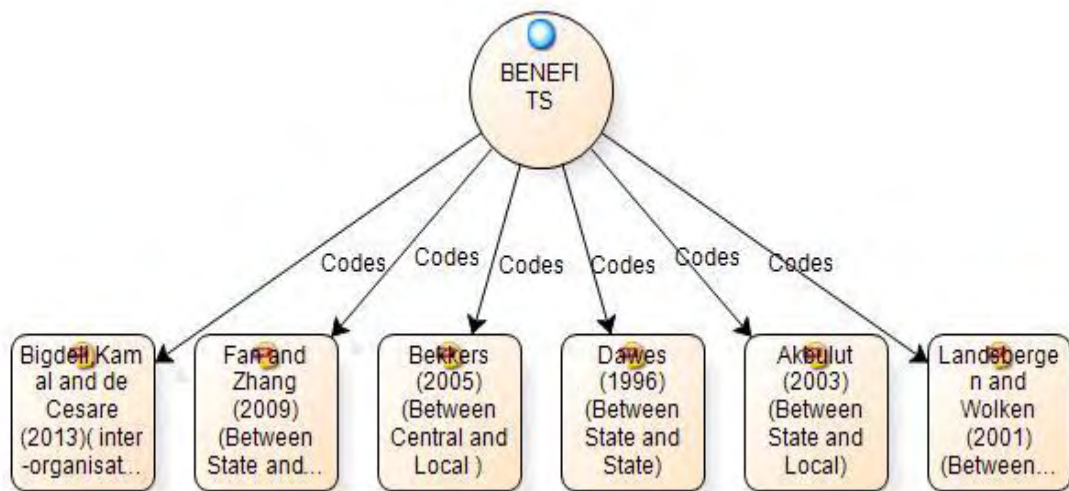 BENEFI
TS
Codes
Codes
Codes
Codes
Codes
Codes
Bigdeli,Kam
al and de
Cesare
(2013)( inter
-organisat...
Fan and
Zhang
(2009)
(Between
State and...
Bekkers
(2005)
(Between
Central and
Local )
Dawes
(1996)
(Between
State and
State)
Akbulut
(2003)
(Between
State and
Local)
Landsberge
n and
Wolken
(2001)
(Between...